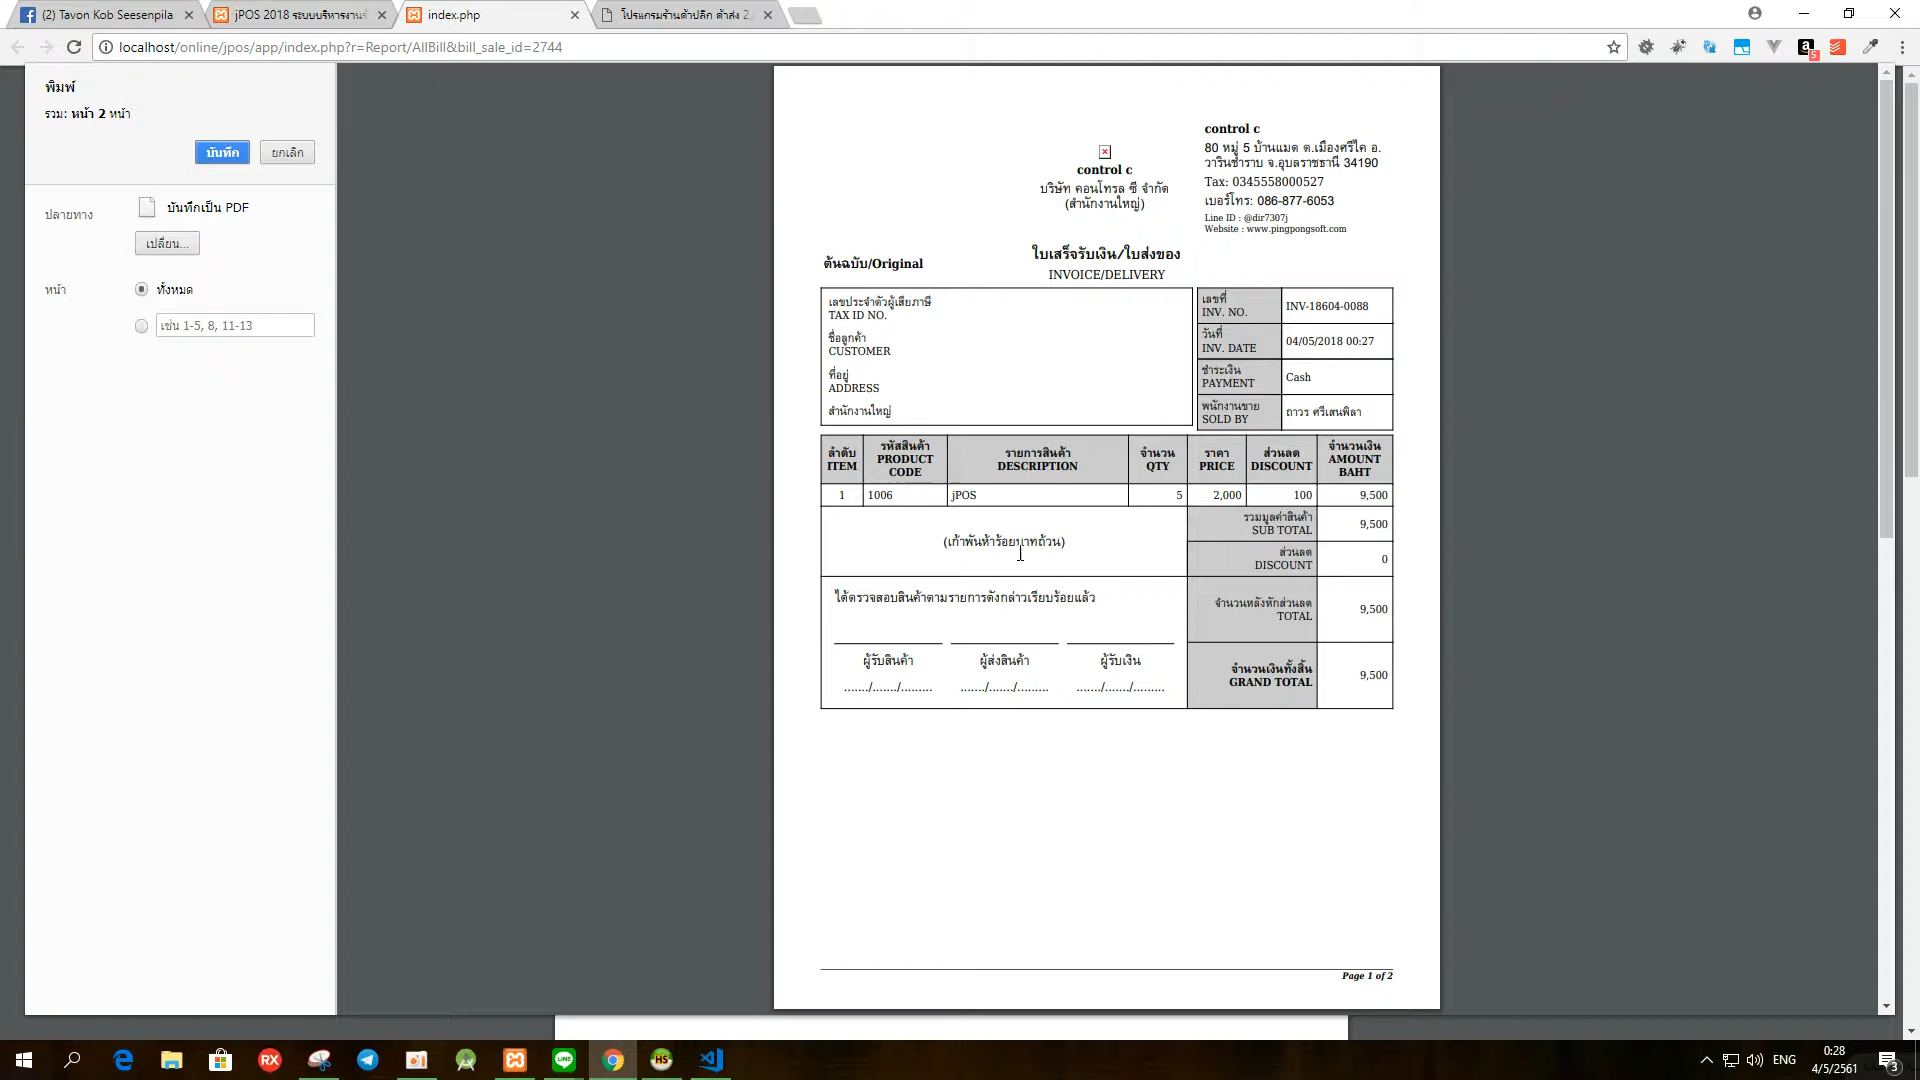 (2) Tavon Kob Seesenpila
jPOS 2018 ระบบบริหารงานร้
index.php
โปรแกรมร้านค้าปลีก ค้าส่ง 2
localhost/online/jpos/app/index.php?r=Report/AllBill&bill_sale_id=2744
5
พิมพ์
รวม: หน้า 2 หน้า
บันทึก
ยกเลิก
ปลายทาง
บันทึกเป็น PDF
เปลี่ยน...
หน้า
ทั้งหมด
เช่น 1-5, 8, 11-13
control c
บริษัท คอนโทรล ซี จำกัด
(สำนักงานใหญ่)
control c
80 หมู่ 5 บ้านแมด ต.เมืองศรีไค อ.
วารินชำราบ จ.อุบลราชธานี 34190
Tax: 0345558000527
เบอร์โทร: 086-877-6053
Line ID : @dir7307j
Website : www.pingpongsoft.com
ต้นฉบับ/Original
ใบเสร็จรับเงิน/ใบส่งของ
INVOICE/DELIVERY
เลขประจำตัวผู้เสียภาษี
TAX ID NO.
ชื่อลูกค้า
CUSTOMER
ที่อยู่
ADDRESS
สำนักงานใหญ่
เลขที่
INV. NO.
INV-18604-0088
วันที่
INV. DATE
04/05/2018 00:27
ชำระเงิน
PAYMENT
Cash
พนักงานขาย
SOLD BY
ถาวร ศรีเสนพิลา
ลำดับ
ITEM
รหัสสินค้า
PRODUCT
CODE
รายการสินค้า
DESCRIPTION
จำนวน
QTY
ราคา
PRICE
ส่วนลด
DISCOUNT
จำนวนเงิน
AMOUNT
BAHT
1 1006 jPOS 5 2,000 100 9,500
(เก้าพันห้าร้อยบาทถ้วน)
รวมมูลค่าสินค้า
SUB TOTAL
9,500
ส่วนลด
DISCOUNT
0
ได้ตรวจสอบสินค้าตามรายการดังกล่าวเรียบร้อยแล้ว
จำนวนหลังหักส่วนลด
TOTAL
9,500
ผู้รับสินค้า ผู้ส่งสินค้า ผู้รับเงิน
......./......./......... ......./......./......... ......./......./.........
จำนวนเงินทั้งสิ้น
GRAND TOTAL
9,500
Page 1 of 2
RX
LINE
HS
ENG
0:28
4/5/2561
3